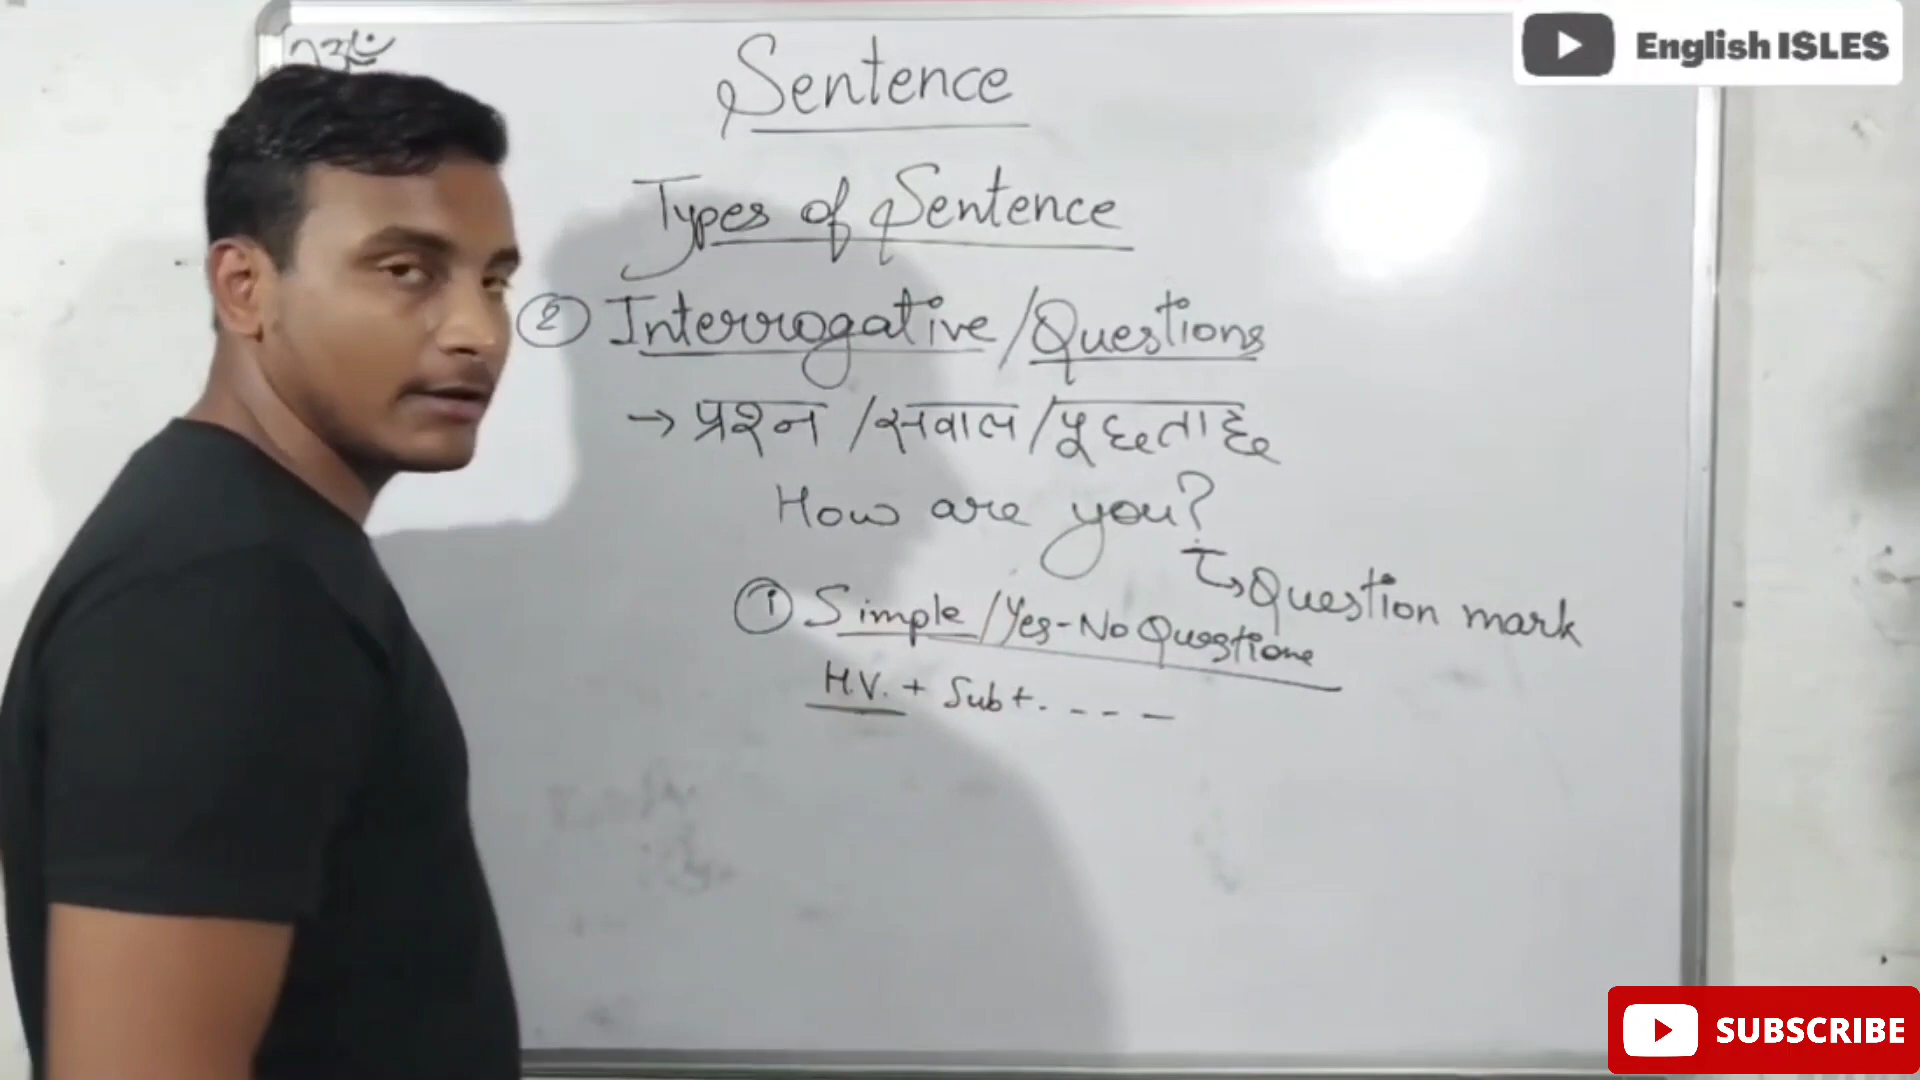 English ISLES
Sentence
Types of Sentence
② Interrogative/Questions
→ प्रश्न /सवाल /पूछता है
How are you?
↳ Question mark
① Simple/Yes-No Questions
H.V. + Sub + . - - - -
SUBSCRIBE